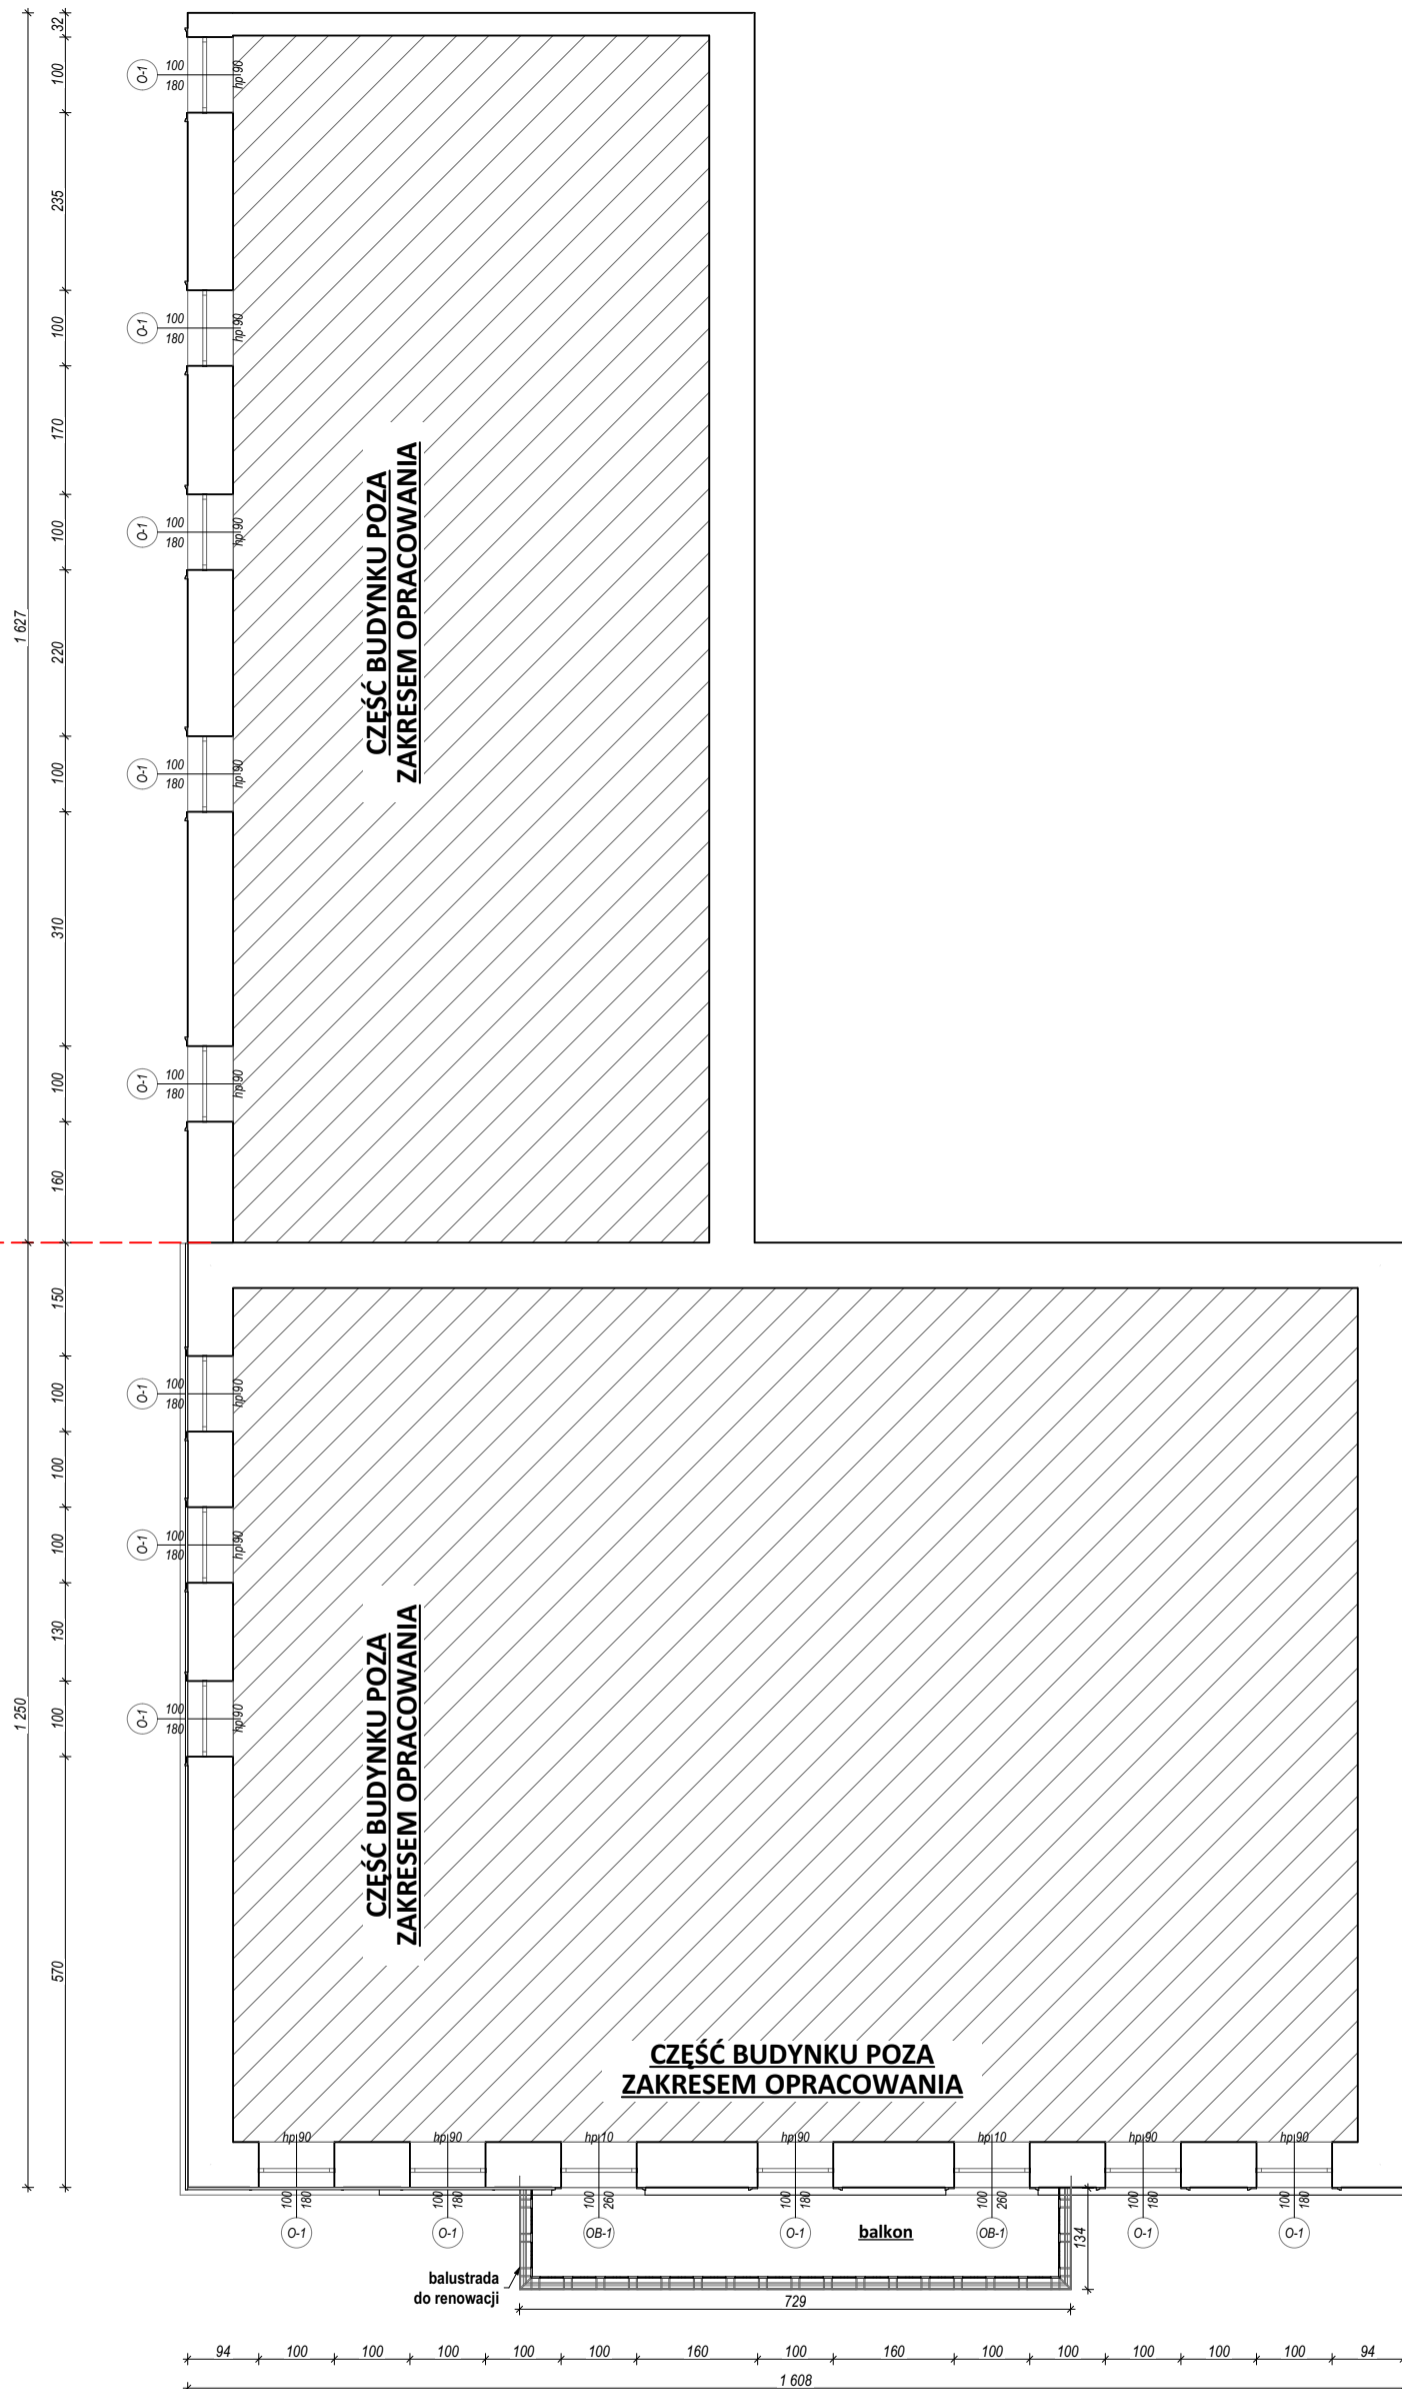 32
100
235
100
170
100
220
100
310
100
160
1 627
150
100
100
100
130
100
570
1 250
O-1 100 180 hp 90
O-1 100 180 hp 90
O-1 100 180 hp 90
O-1 100 180 hp 90
O-1 100 180 hp 90
CZĘŚĆ BUDYNKU POZA
ZAKRESEM OPRACOWANIA
O-1 100 180 hp 90
O-1 100 180 hp 90
O-1 100 180 hp 90
CZĘŚĆ BUDYNKU POZA
ZAKRESEM OPRACOWANIA
CZĘŚĆ BUDYNKU POZA
ZAKRESEM OPRACOWANIA
hp 90 hp 90 hp 10 hp 90 hp 10 hp 90 hp 90
100 180 100 180 100 260 100 180 100 260 100 180 100 180
O-1 O-1 OB-1 O-1 balkon OB-1 O-1 O-1
134
balustrada
do renowacji
729
94 100 100 100 100 100 160 100 160 100 100 100 100 100 94
1 608